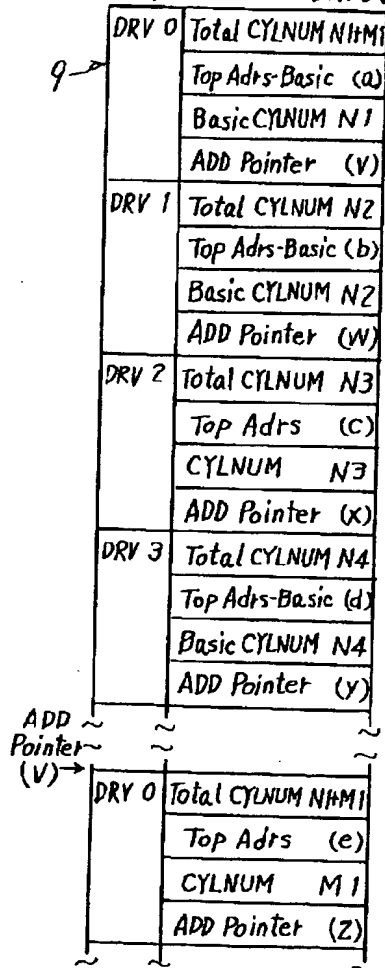 DRV 0 Total CYLNUM N1+M1
9 Top Adrs-Basic (a)
Basic CYLNUM N1
ADD Pointer (V)
DRV 1 Total CYLNUM N2
Top Adrs-Basic (b)
Basic CYLNUM N2
ADD Pointer (W)
DRV 2 Total CYLNUM N3
Top Adrs (C)
CYLNUM N3
ADD Pointer (X)
DRV 3 Total CYLNUM N4
Top Adrs-Basic (d)
Basic CYLNUM N4
ADD Pointer (y)
ADD
Pointer
(V)
DRV 0 Total CYLNUM N1+M1
Top Adrs (e)
CYLNUM M1
ADD Pointer (Z)